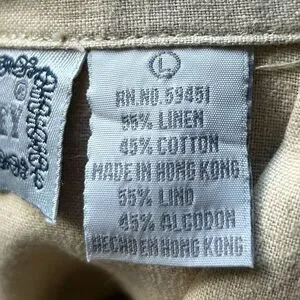 L
RN.NO.59451
55% LINEN
45% COTTON
MADE IN HONG KONG
55% LINO
45% ALGODON
HECHO EN HONG KONG
®
EY